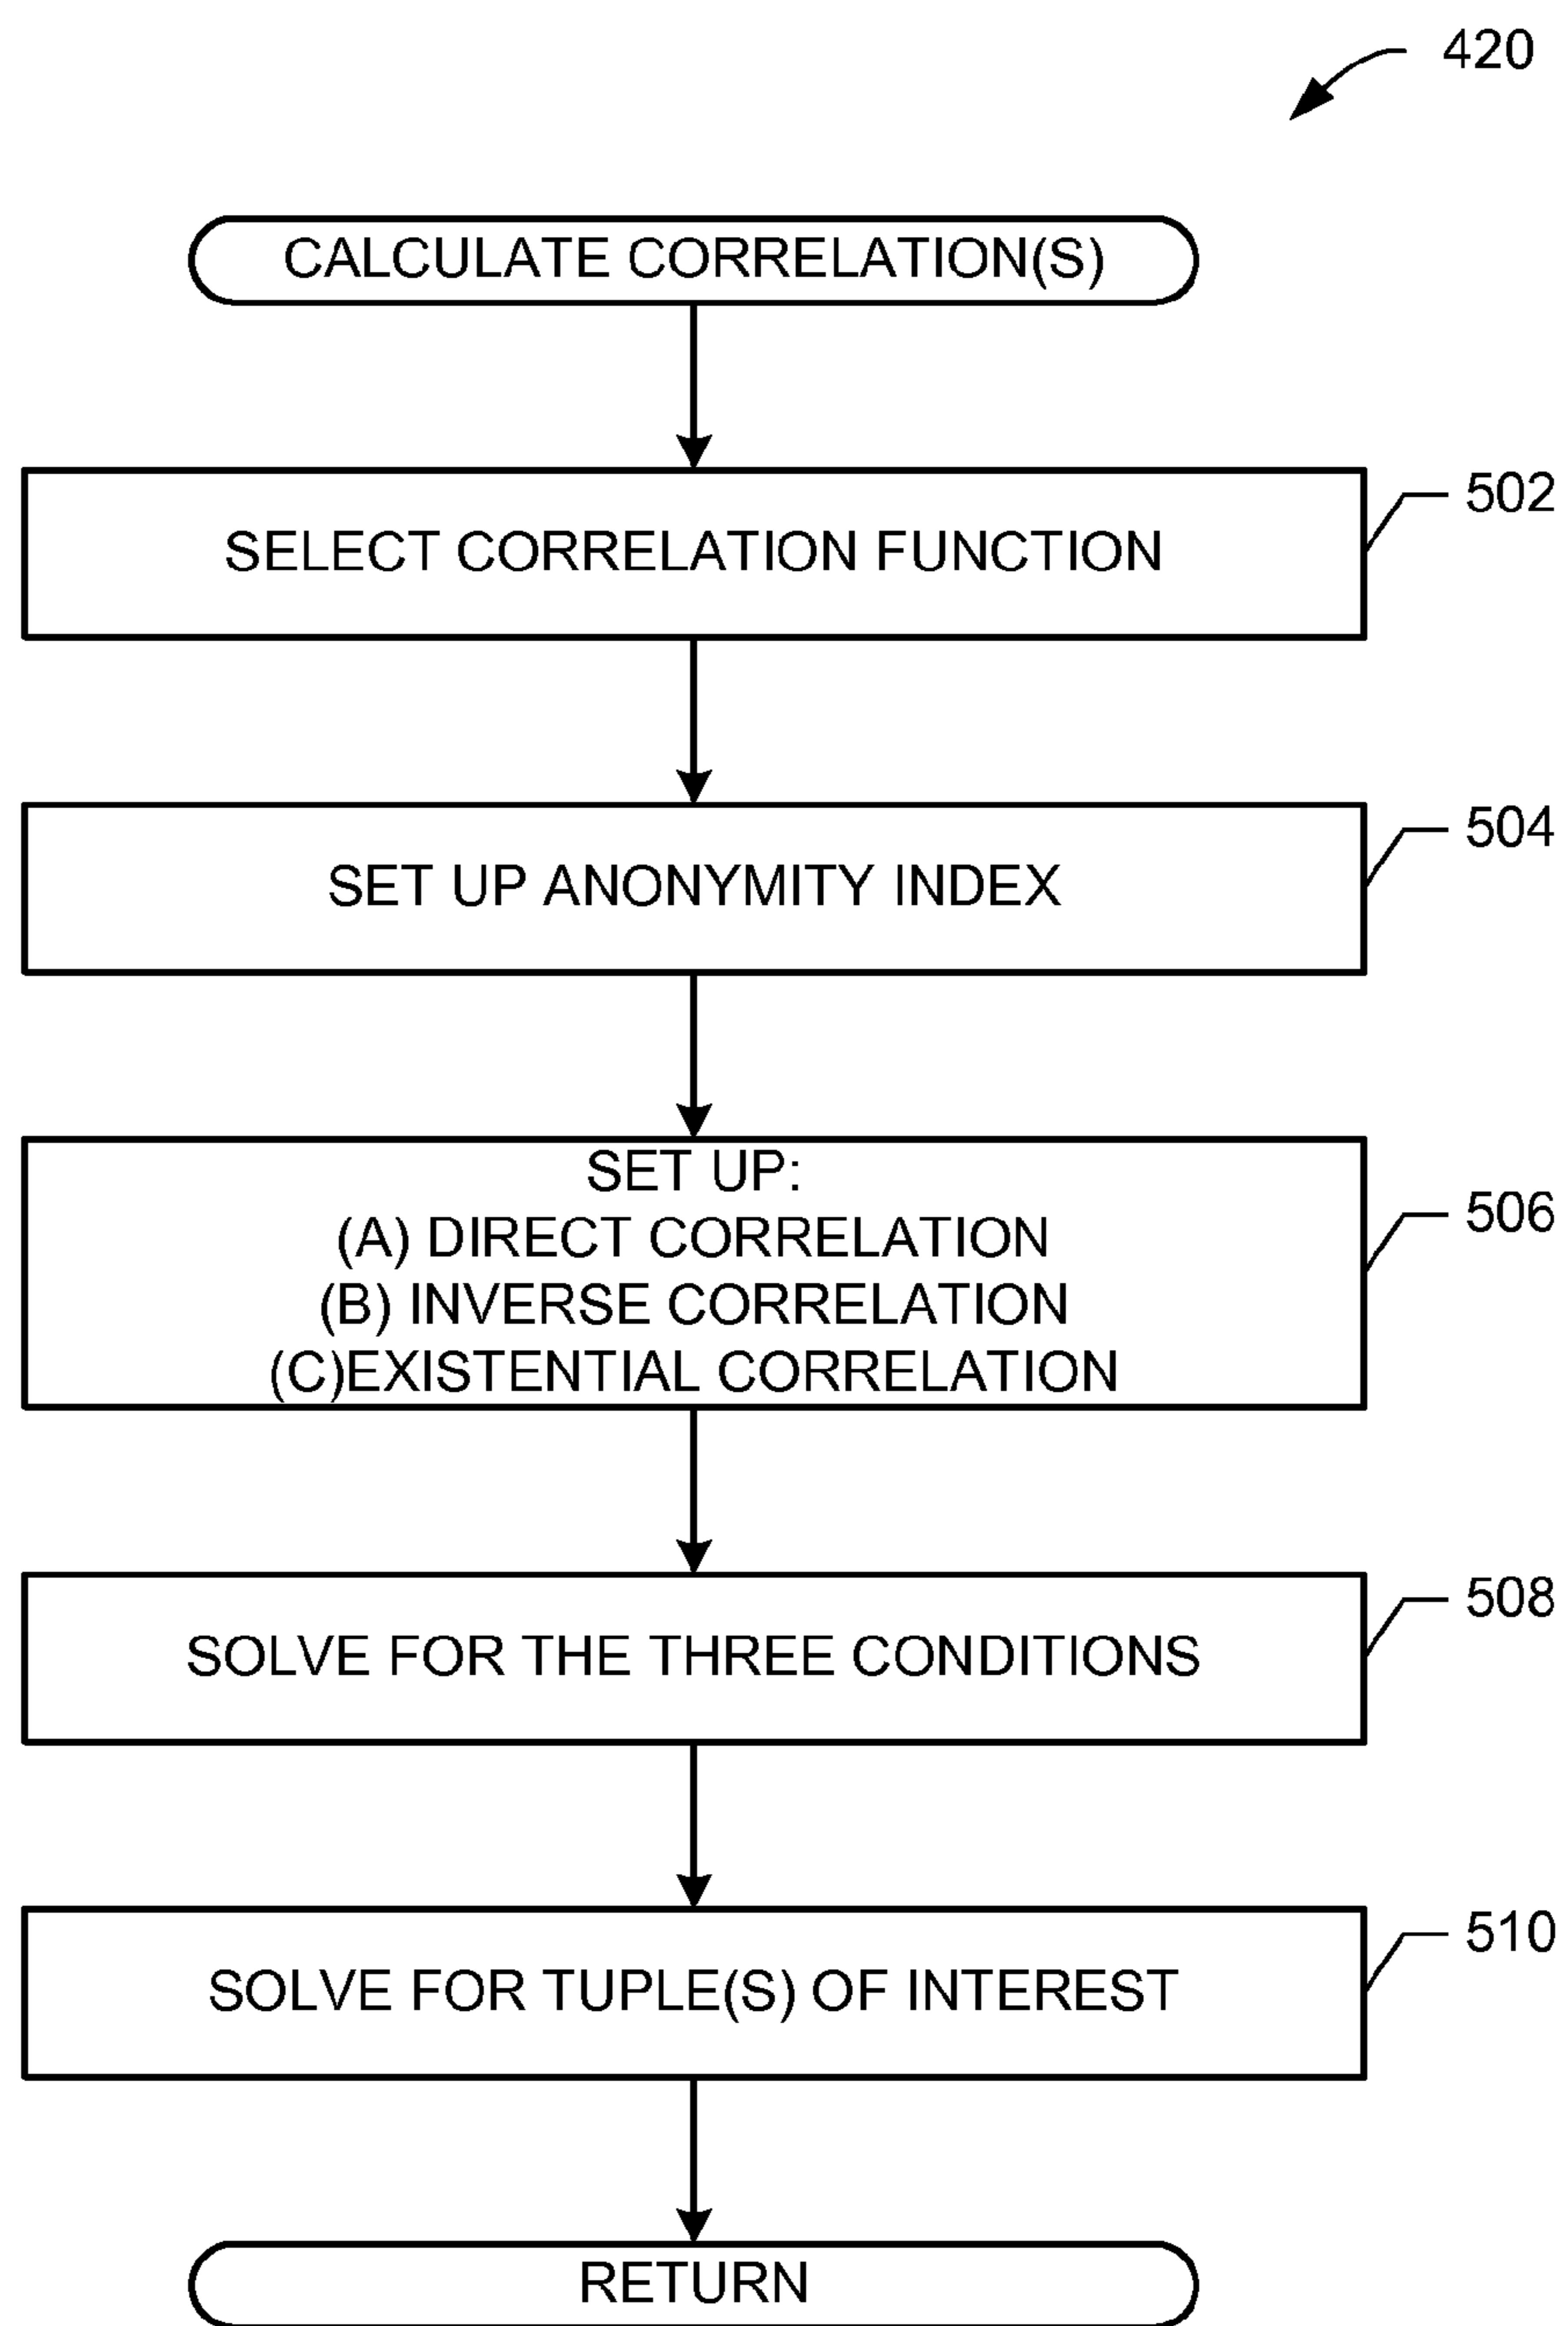 420
CALCULATE CORRELATION(S)
502
SELECT CORRELATION FUNCTION
504
SET UP ANONYMITY INDEX
SET UP:
506
(A) DIRECT CORRELATION
(B) INVERSE CORRELATION
(C)EXISTENTIAL CORRELATION
508
SOLVE FOR THE THREE CONDITIONS
510
SOLVE FOR TUPLE(S) OF INTEREST
RETURN